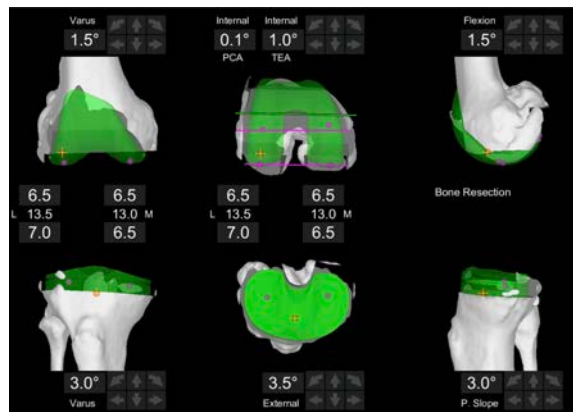 Varus Internal Internal Flexion
1.5° 0.1° 1.0° 1.5°
PCA TEA
6.5 6.5 6.5 6.5 Bone Resection
L 13.5 13.0 M L 13.5 13.0 M
7.0 6.5 7.0 6.5
3.0° 3.5° 3.0°
Varus External P. Slope